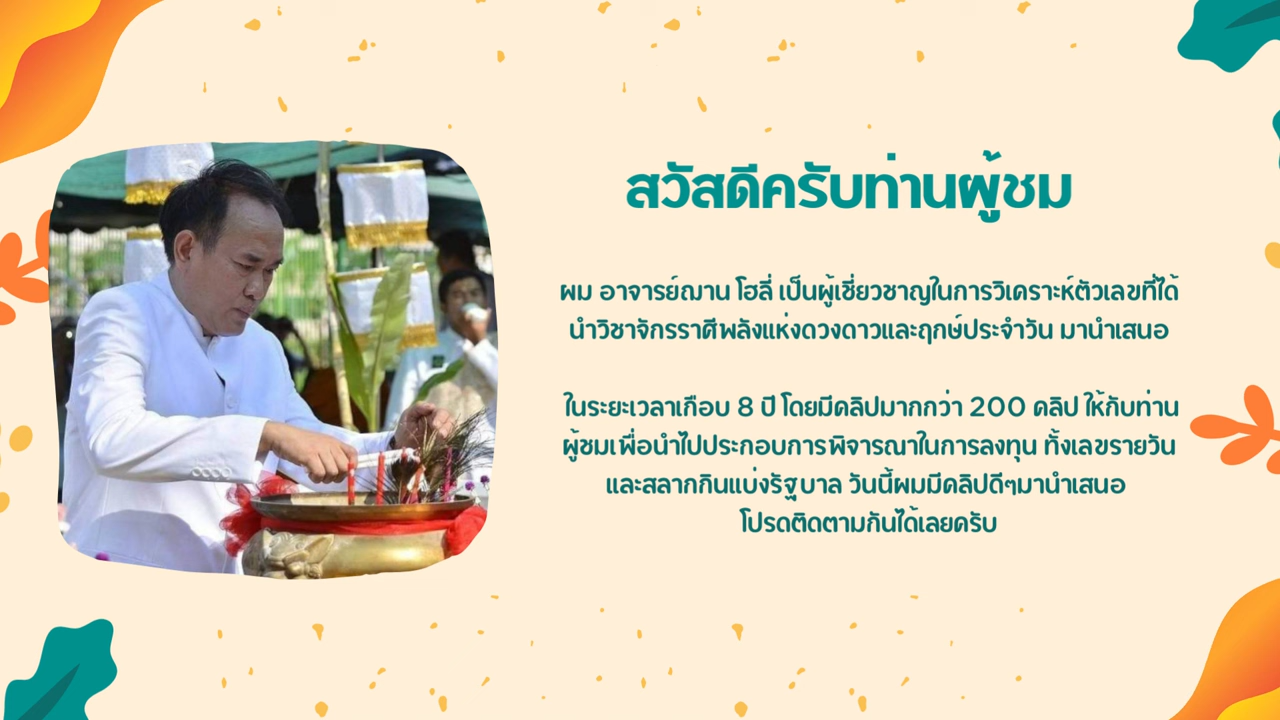 สวัสดีครับท่านผู้ชม
ผม อาจารย์ฌาน โฮลี่ เป็นผู้เชี่ยวชาญในการวิเคราะห์ตัวเลขที่ได้
นำวิชาจักรราศีพลังแห่งดวงดาวและฤกษ์ประจำวัน มานำเสนอ
ในระยะเวลาเกือบ 8 ปี โดยมีคลิปมากกว่า 200 คลิป ให้กับท่าน
ผู้ชมเพื่อนำไปประกอบการพิจารณาในการลงทุน ทั้งเลขรายวัน
และสลากกินแบ่งรัฐบาล วันนี้ผมมีคลิปดีๆมานำเสนอ
โปรดติดตามกันได้เลยครับ